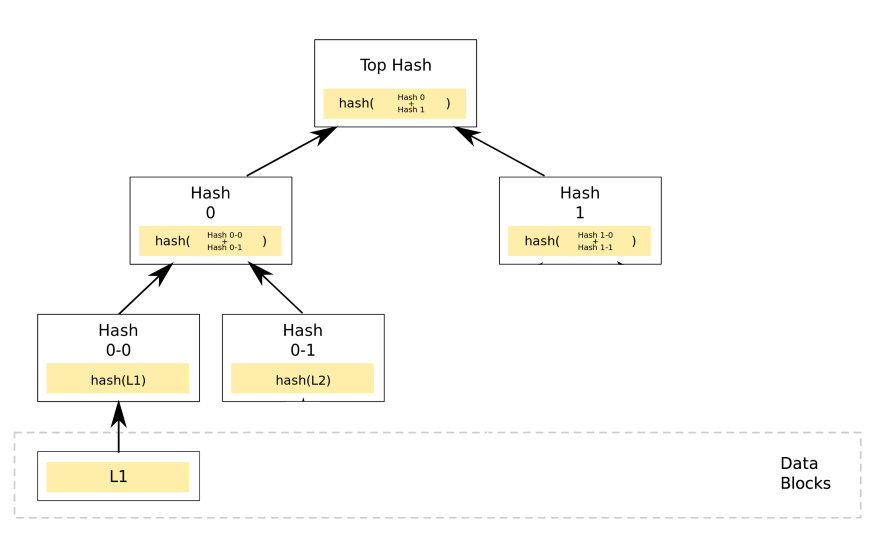 Top Hash
hash( Hash 0 + Hash 1 )
Hash
0
hash( Hash 0-0 + Hash 0-1 )
Hash
1
hash( Hash 1-0 + Hash 1-1 )
Hash
0-0
hash(L1)
Hash
0-1
hash(L2)
L1
Data
Blocks